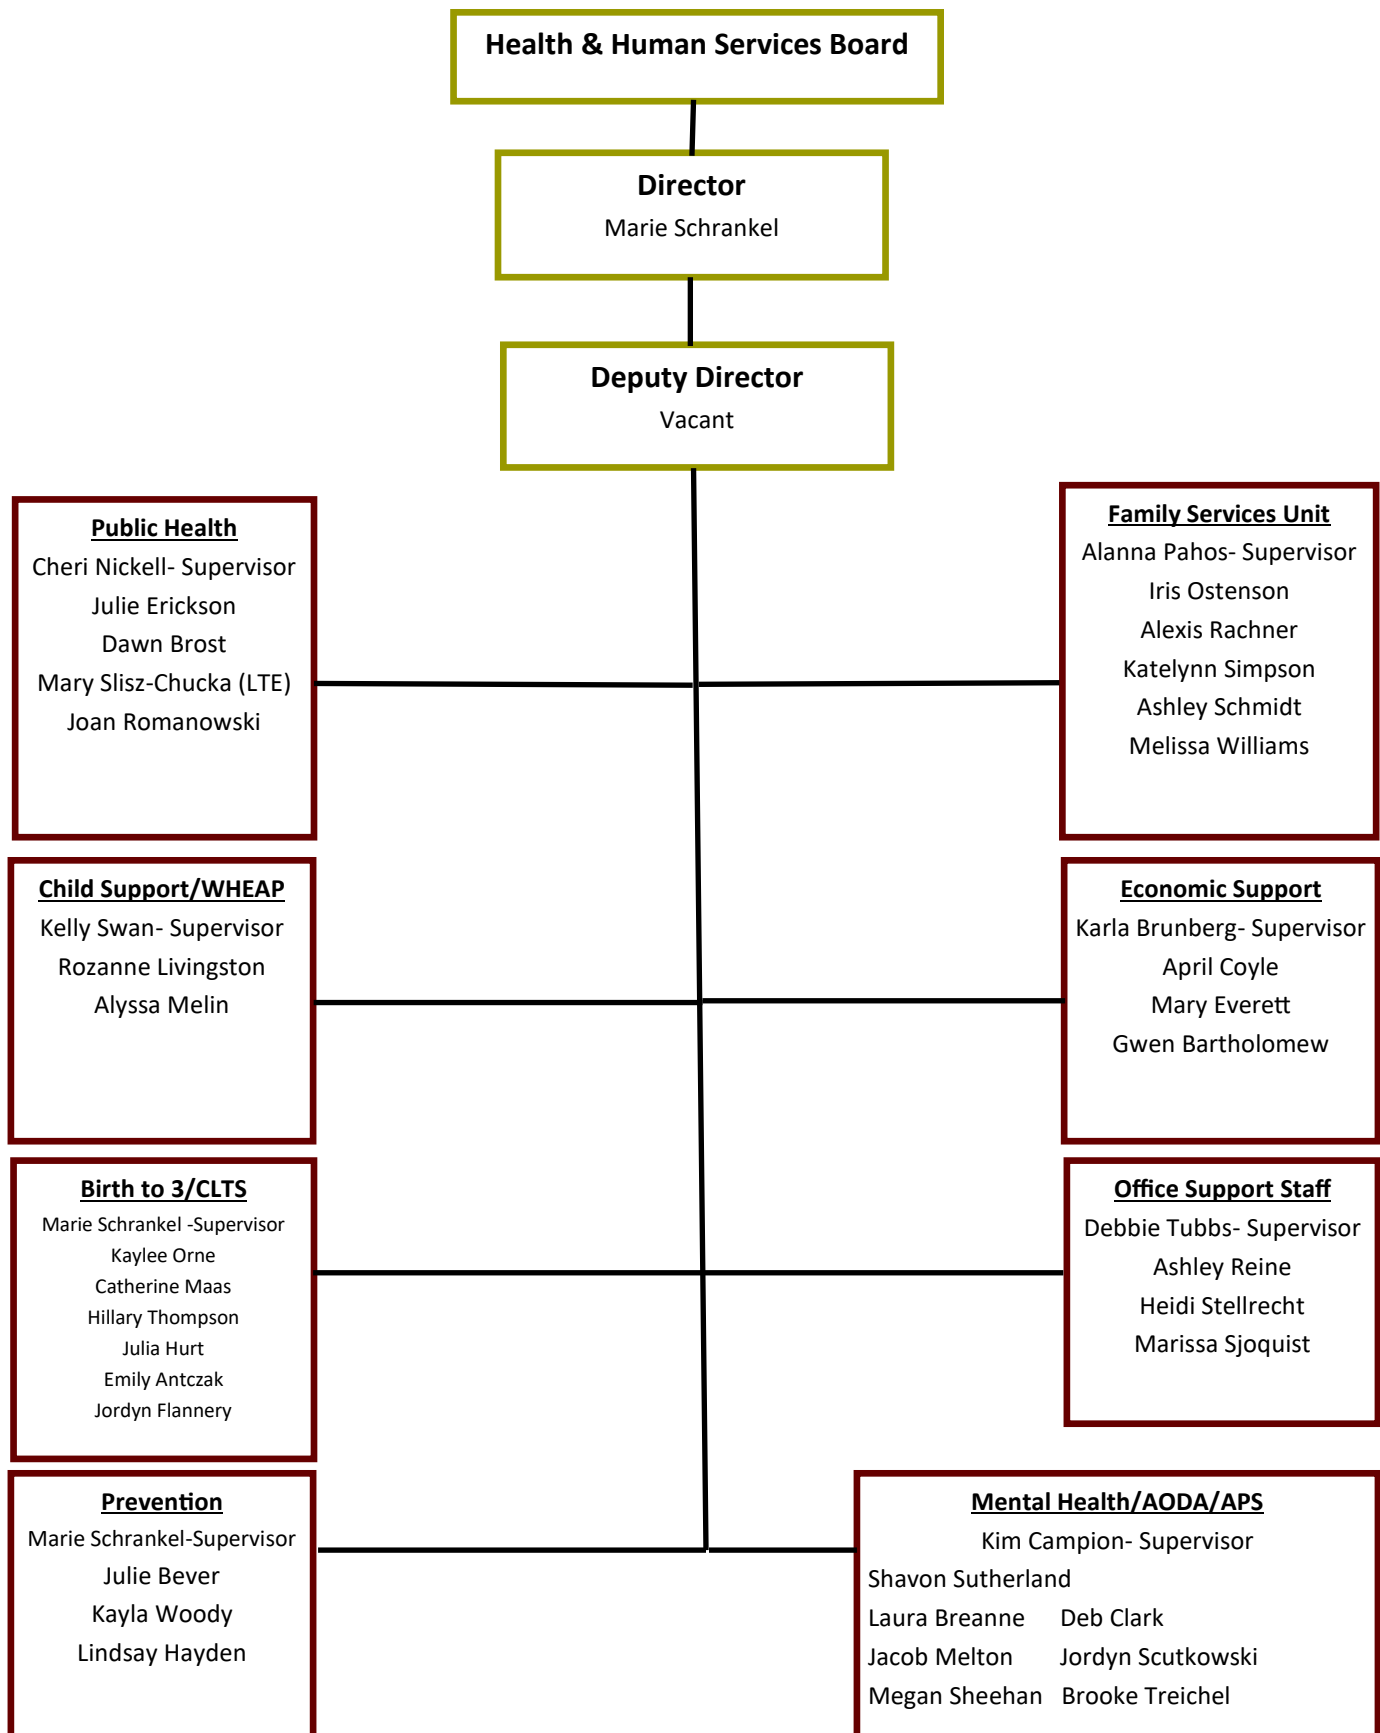 Health & Human Services Board
Director
Marie Schrankel
Deputy Director
Vacant
Public Health
Cheri Nickell- Supervisor
Julie Erickson
Dawn Brost
Mary Slisz-Chucka (LTE)
Joan Romanowski
Family Services Unit
Alanna Pahos- Supervisor
Iris Ostenson
Alexis Rachner
Katelynn Simpson
Ashley Schmidt
Melissa Williams
Child Support/WHEAP
Kelly Swan- Supervisor
Rozanne Livingston
Alyssa Melin
Economic Support
Karla Brunberg- Supervisor
April Coyle
Mary Everett
Gwen Bartholomew
Birth to 3/CLTS
Marie Schrankel -Supervisor
Kaylee Orne
Catherine Maas
Hillary Thompson
Julia Hurt
Emily Antczak
Jordyn Flannery
Office Support Staff
Debbie Tubbs- Supervisor
Ashley Reine
Heidi Stellrecht
Marissa Sjoquist
Prevention
Marie Schrankel-Supervisor
Julie Bever
Kayla Woody
Lindsay Hayden
Mental Health/AODA/APS
Kim Campion- Supervisor
Shavon Sutherland
Laura Breanne Deb Clark
Jacob Melton Jordyn Scutkowski
Megan Sheehan Brooke Treichel